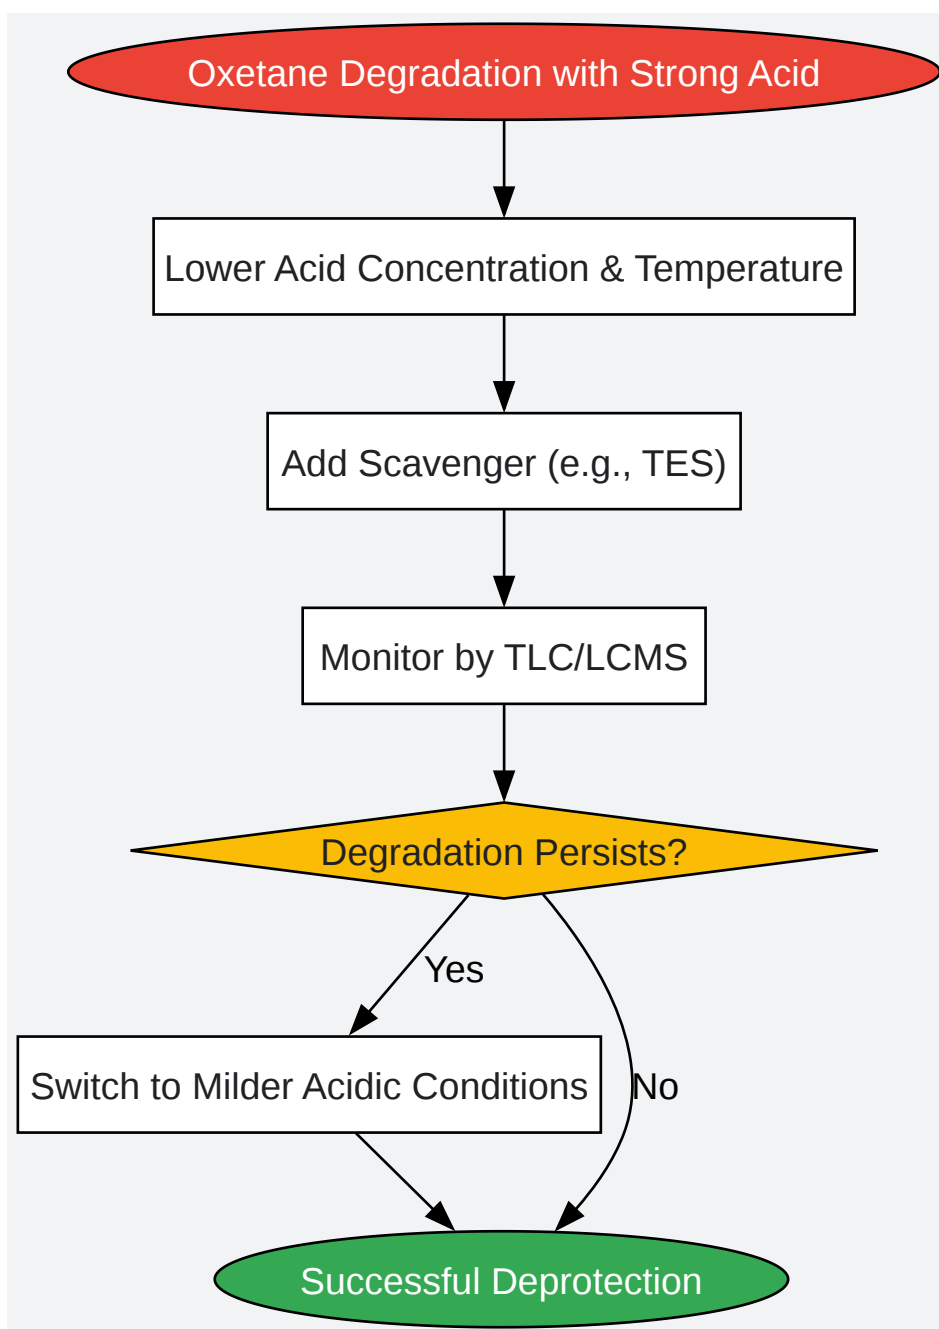 Oxetane Degradation with Strong Acid
Lower Acid Concentration & Temperature
Add Scavenger (e.g., TES)
Monitor by TLC/LCMS
Degradation Persists?
Yes
Switch to Milder Acidic Conditions
No
Successful Deprotection